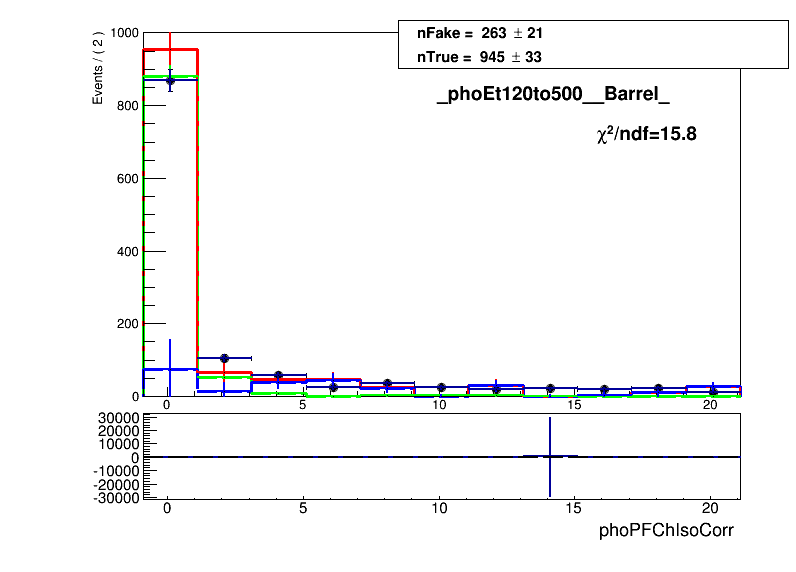 nFake = 263 ± 21
nTrue = 945 ± 33
_phoEt120to500__Barrel_
χ²/ndf=15.8
Events / ( 2 )
1000
800
600
400
200
0
0 5 10 15 20
30000
20000
10000
0
-10000
-20000
-30000
0 5 10 15 20
phoPFChIsoCorr